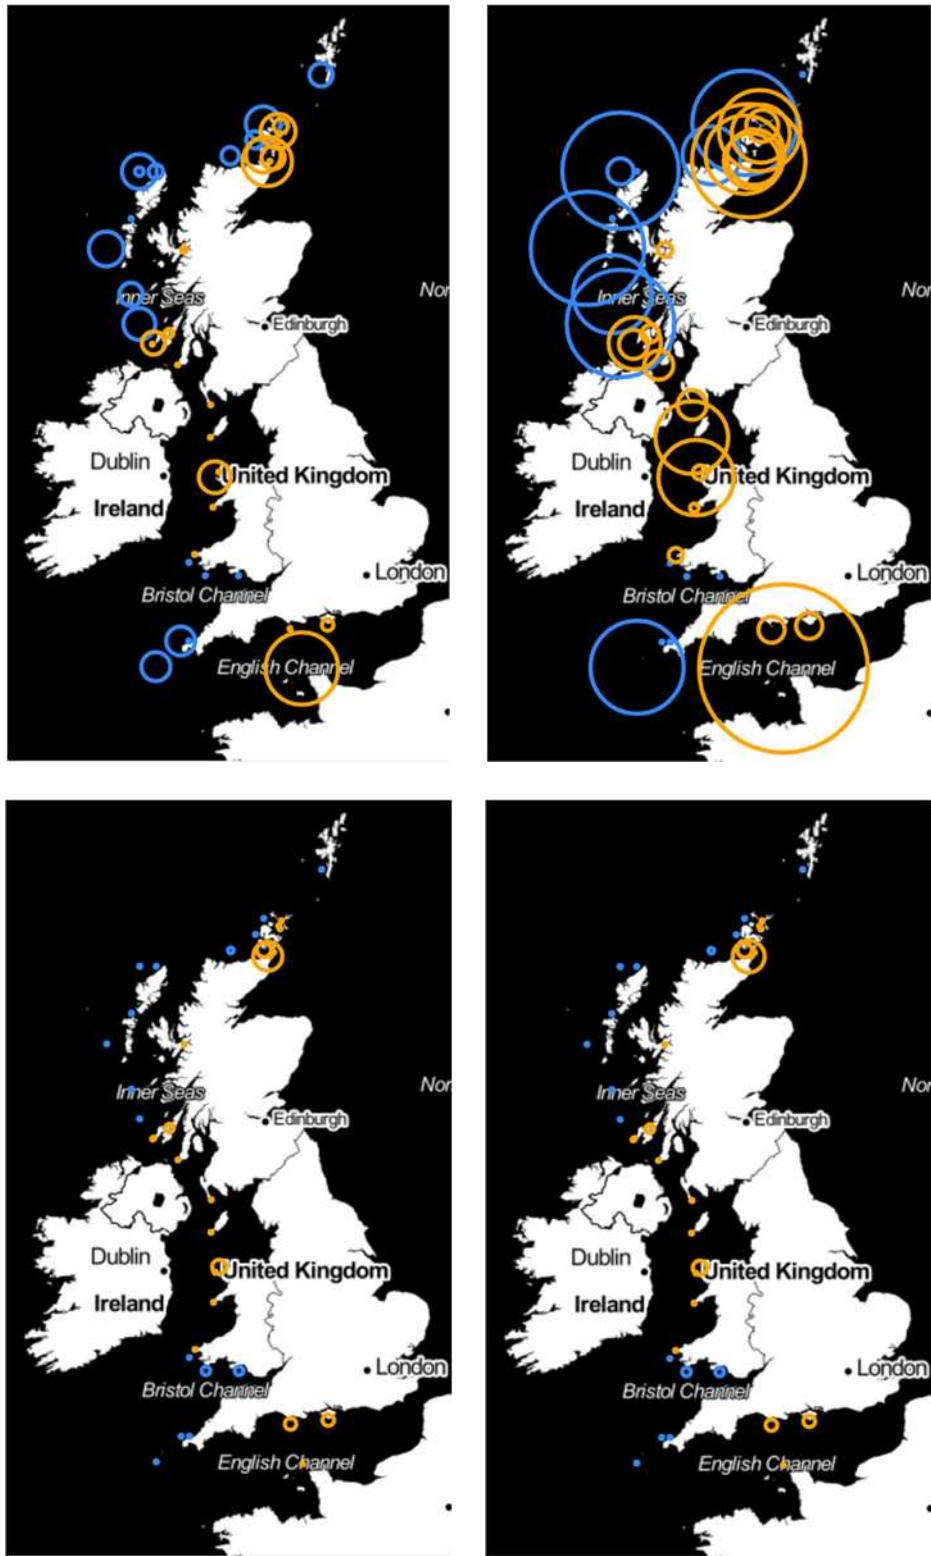 Nor
Inner Seas
Edinburgh
Dublin
United Kingdom
Ireland
London
Bristol Channel
English Channel
Nor
Inner Seas
Edinburgh
Dublin
United Kingdom
Ireland
London
Bristol Channel
English Channel
Nor
Inner Seas
Edinburgh
Dublin
United Kingdom
Ireland
London
Bristol Channel
English Channel
Nor
Inner Seas
Edinburgh
Dublin
United Kingdom
Ireland
London
Bristol Channel
English Channel